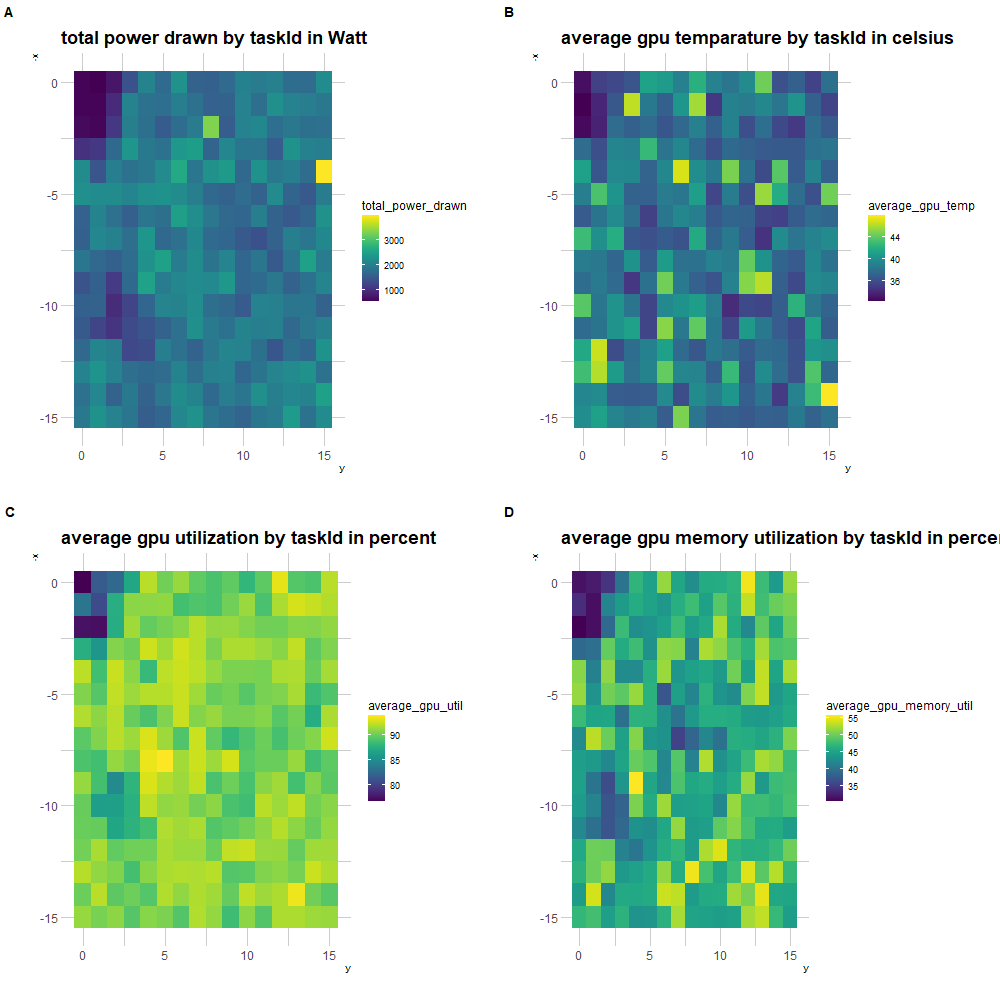 A
total power drawn by taskId in Watt
x
0
-5
-10
-15
0
5
10
15
y
total_power_drawn
3000
2000
1000
B
average gpu temparature by taskId in celsius
x
0
-5
-10
-15
0
5
10
15
y
average_gpu_temp
44
40
36
C
average gpu utilization by taskId in percent
x
0
-5
-10
-15
0
5
10
15
y
average_gpu_util
90
85
80
D
average gpu memory utilization by taskId in percer
x
0
-5
-10
-15
0
5
10
15
y
average_gpu_memory_util
55
50
45
40
35